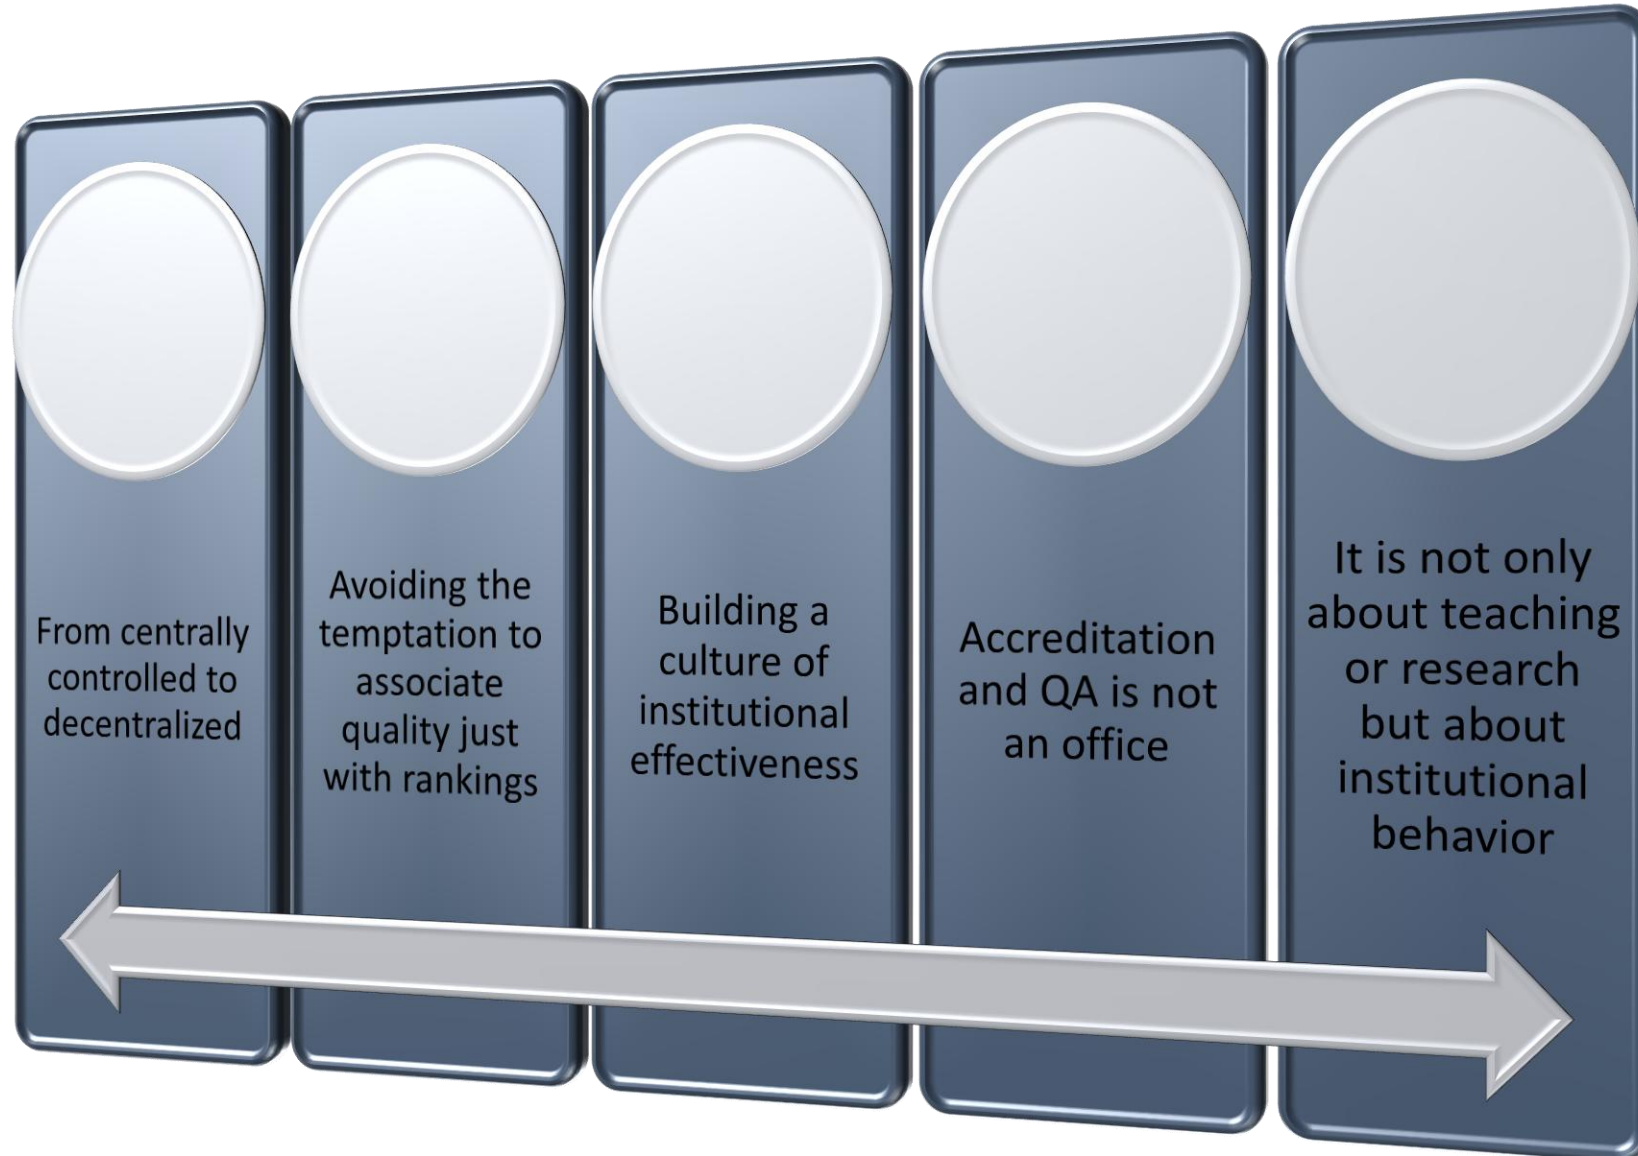 From centrally
controlled to
decentralized
Avoiding the
temptation to
associate
quality just
with rankings
Building a
culture of
institutional
effectiveness
Accreditation
and QA is not
an office
It is not only
about teaching
or research
but about
institutional
behavior